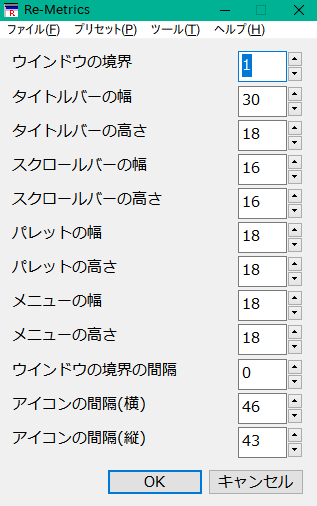 Re-Metrics
ファイル(F) プリセット(P) ツール(T) ヘルプ(H)
ウインドウの境界 1
タイトルバーの幅 30
タイトルバーの高さ 18
スクロールバーの幅 16
スクロールバーの高さ 16
パレットの幅 18
パレットの高さ 18
メニューの幅 18
メニューの高さ 18
ウインドウの境界の間隔 0
アイコンの間隔(横) 46
アイコンの間隔(縦) 43
OK キャンセル